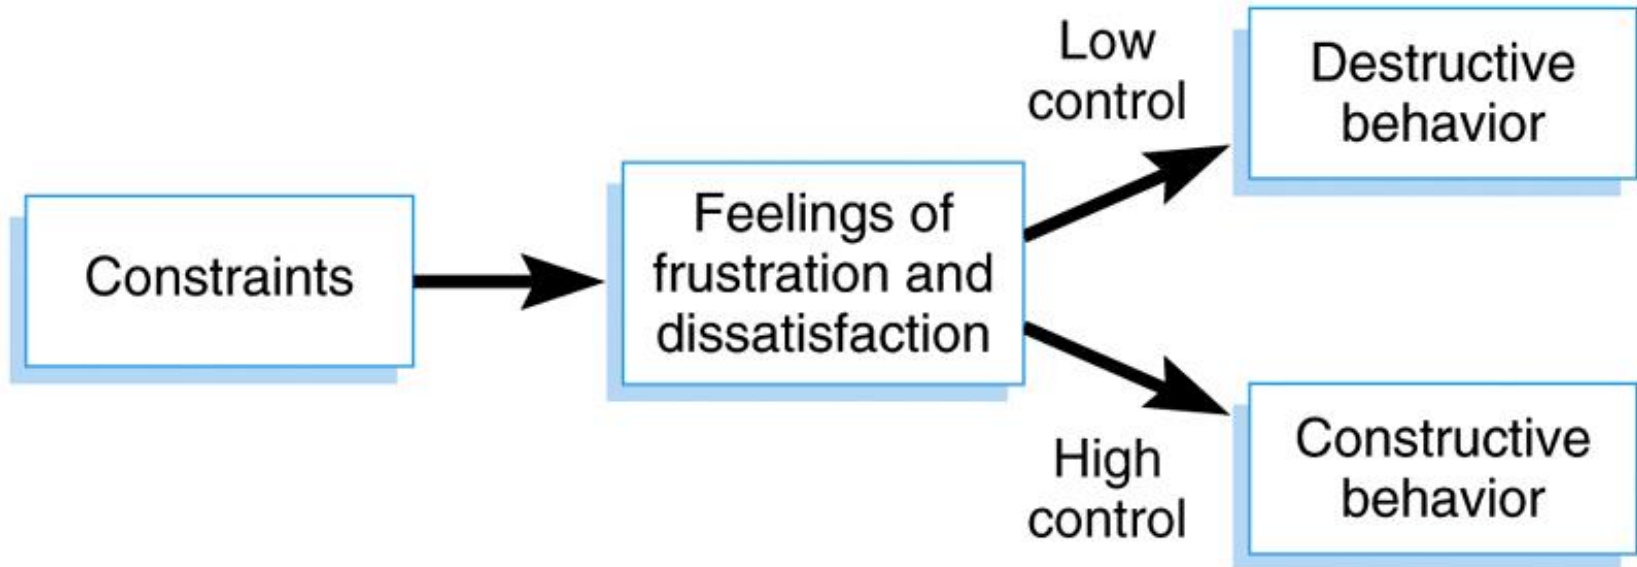 Constraints
Feelings of
frustration and
dissatisfaction
Low
control
Destructive
behavior
High
control
Constructive
behavior